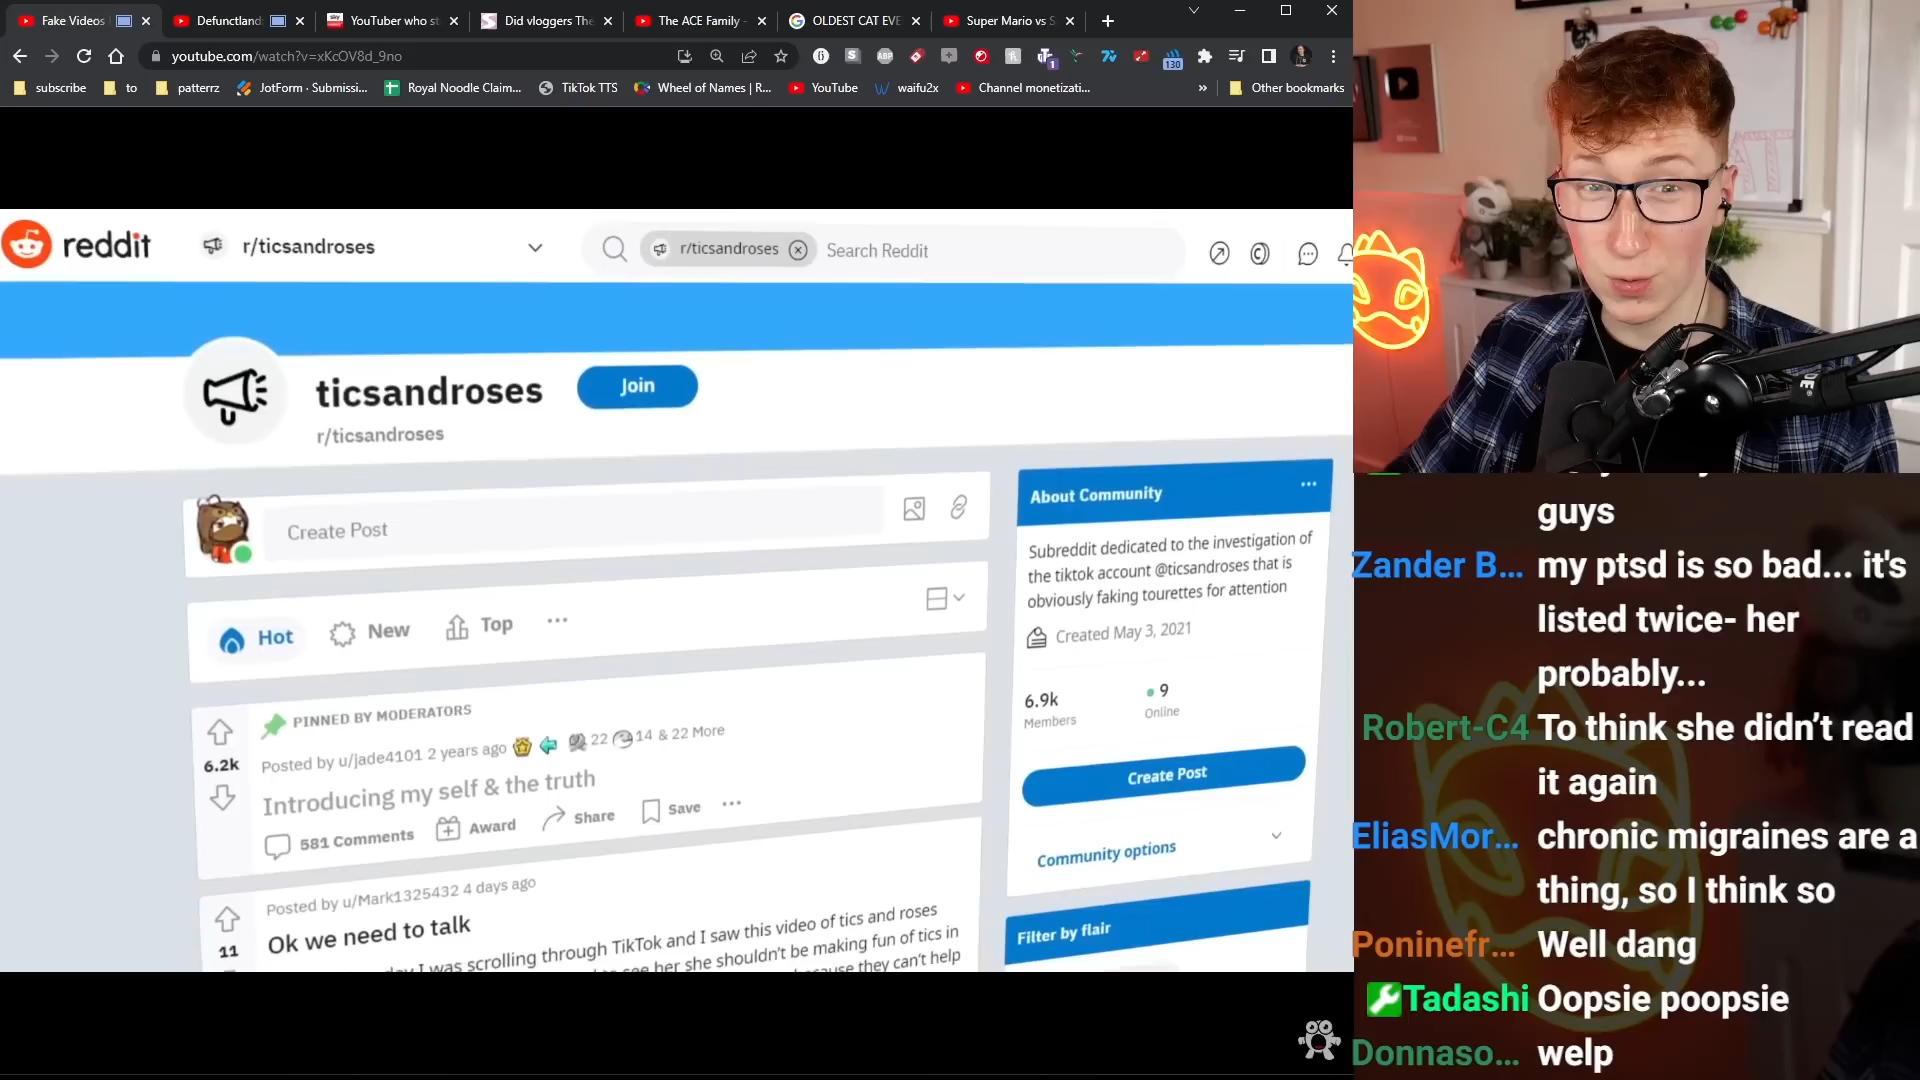 Fake Videos
Defunctland:
YouTuber who st
Did vloggers The
The ACE Family -
OLDEST CAT EVE
Super Mario vs S
youtube.com/watch?v=xKcOV8d_9no
1
130
subscribe
to
patterrz
JotForm · Submissi...
Royal Noodle Claim...
TikTok TTS
Wheel of Names | R...
YouTube
waifu2x
Channel monetizati...
»
Other bookmarks
reddit
r/ticsandroses
r/ticsandroses
Search Reddit
ticsandroses
Join
r/ticsandroses
Create Post
Hot
New
Top
...
PINNED BY MODERATORS
Posted by u/jade4101 2 years ago 22 14 & 22 More
6.2k
Introducing my self & the truth
581 Comments
Award
Share
Save
...
Posted by u/Mark1325432 4 days ago
11
Ok we need to talk
day I was scrolling through TikTok and I saw this video of tics and roses
see her she shouldn't be making fun of tics in
because they can't help
About Community
...
Subreddit dedicated to the investigation of
the tiktok account @ticsandroses that is
obviously faking tourettes for attention
Created May 3, 2021
6.9k
Members
9
Online
Create Post
Community options
Filter by flair
guys
Zander B... my ptsd is so bad... it's
listed twice- her
probably...
Robert-C4 To think she didn’t read
it again
EliasMor... chronic migraines are a
thing, so I think so
Poninefr... Well dang
Tadashi Oopsie poopsie
Donnaso... welp